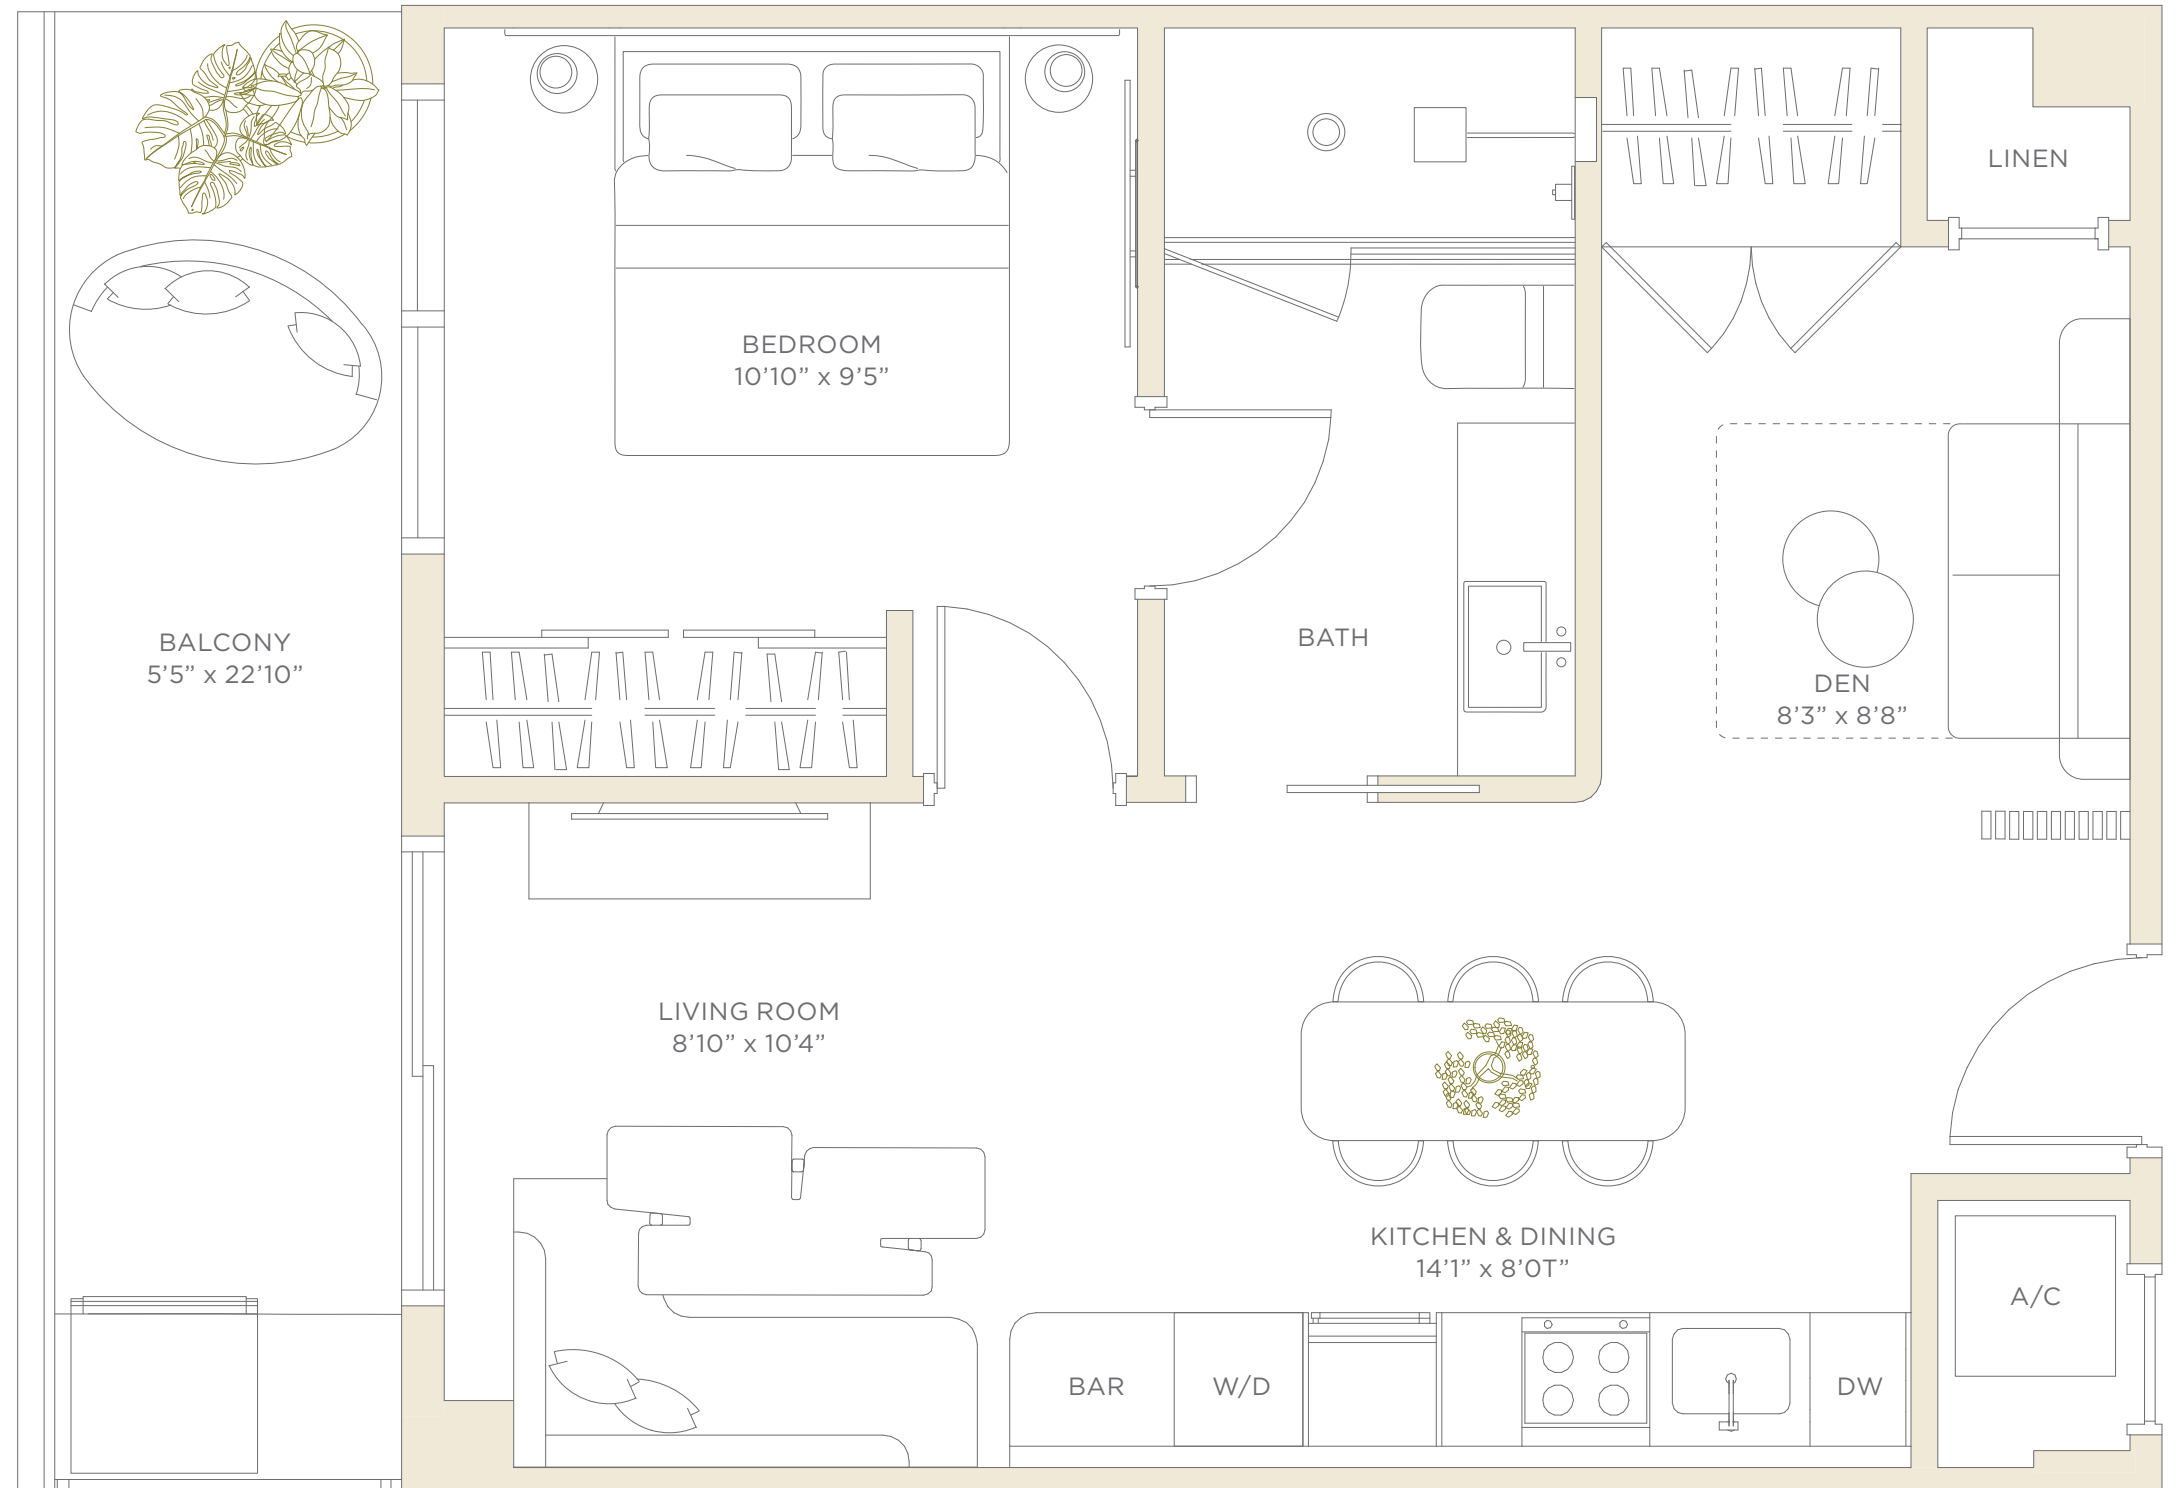 LINEN
BEDROOM
10’10” x 9’5”
BALCONY
5’5” x 22’10”
BATH
DEN
8’3” x 8’8”
LIVING ROOM
8’10” x 10’4”
KITCHEN & DINING
14’1” x 8’0T”
A/C
BAR
W/D
DW